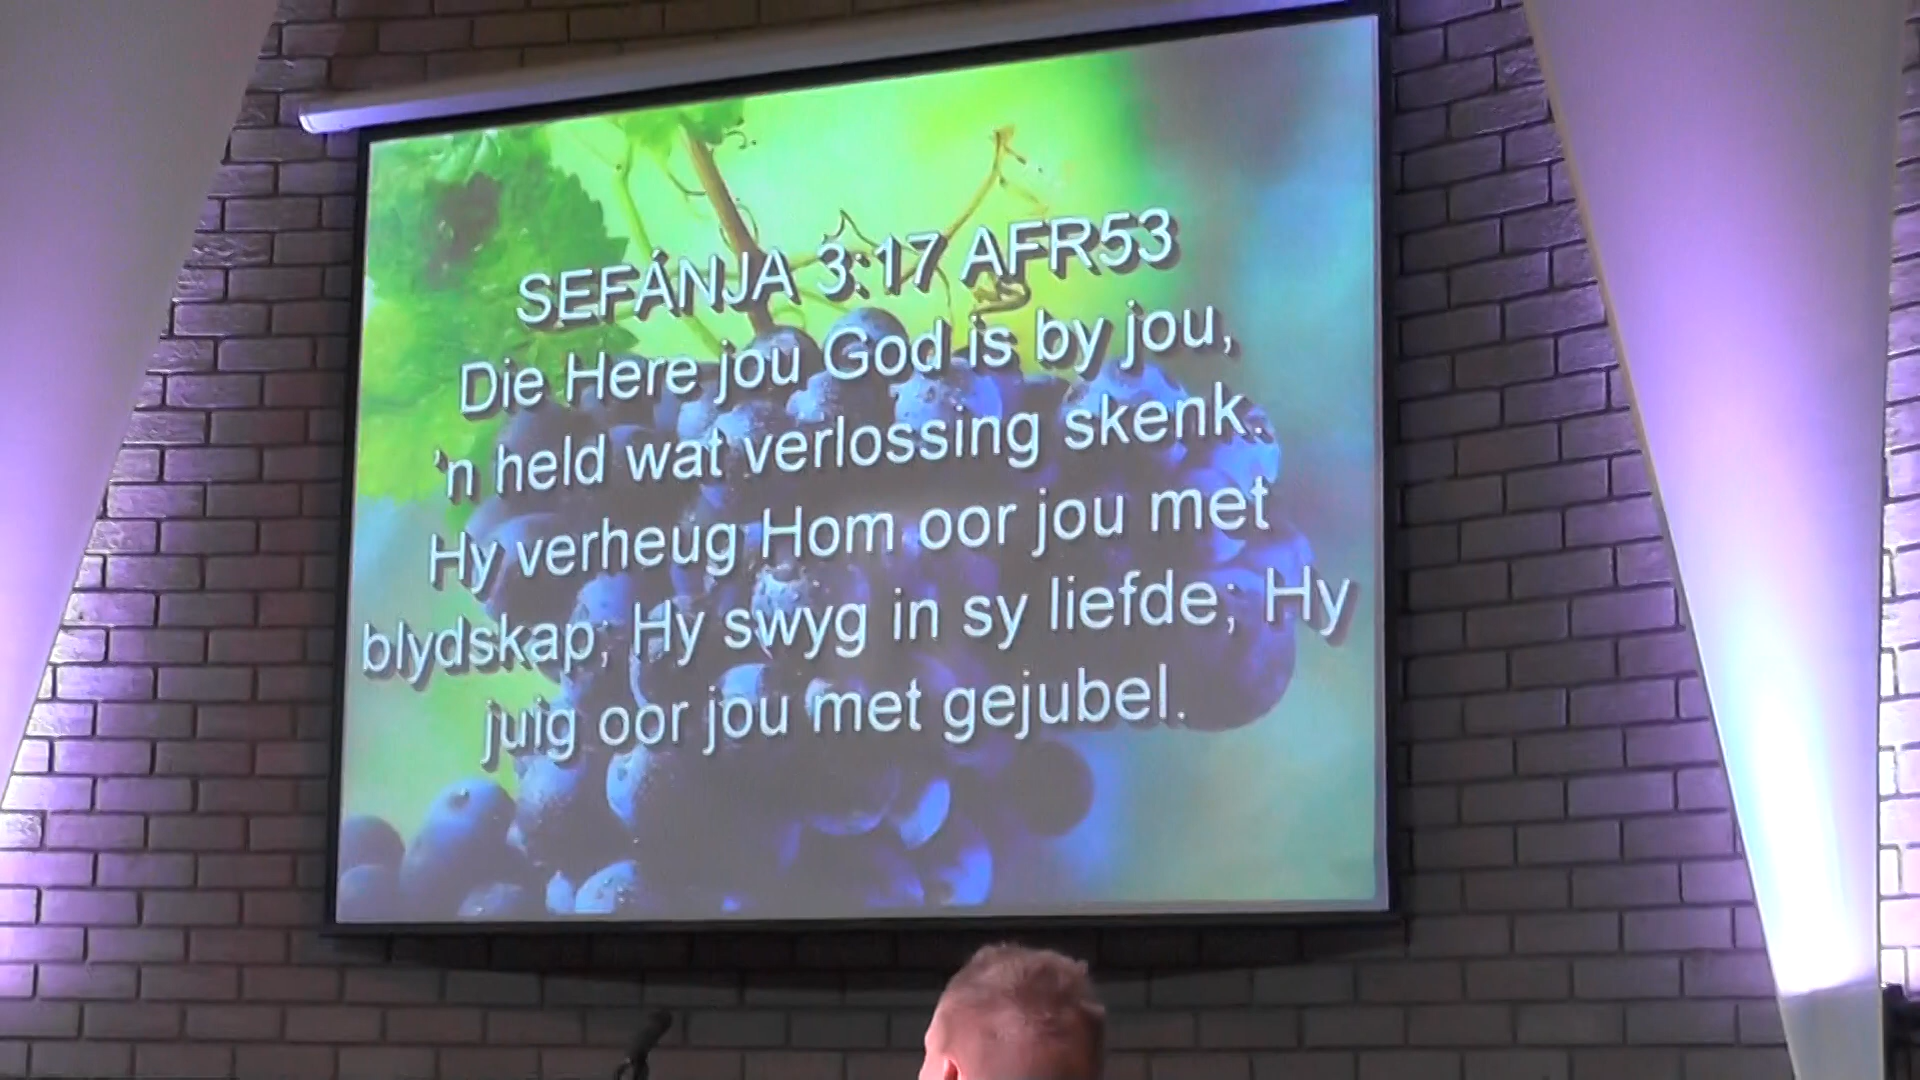 SEFÁNJA 3:17 AFR53
Die Here jou God is by jou,
'n held wat verlossing skenk.
Hy verheug Hom oor jou met
blydskap; Hy swyg in sy liefde; Hy
juig oor jou met gejubel.